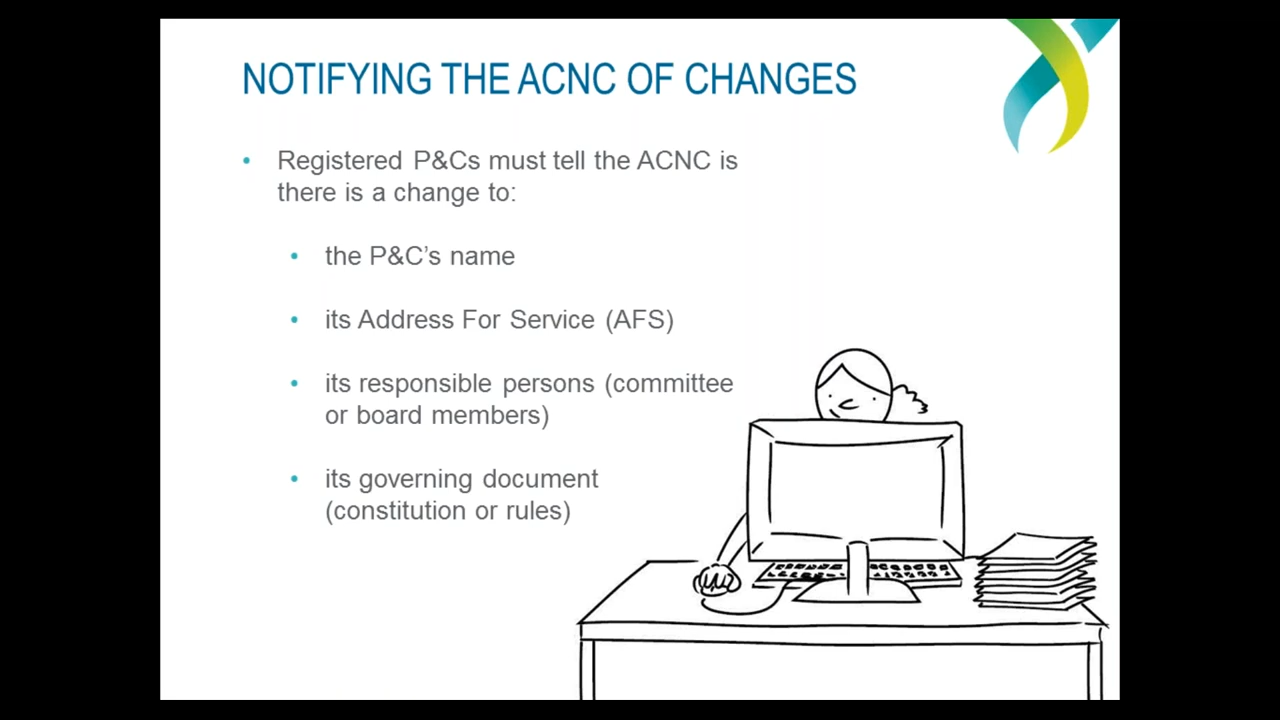 NOTIFYING THE ACNC OF CHANGES
• Registered P&Cs must tell the ACNC is
there is a change to:
• the P&C’s name
• its Address For Service (AFS)
• its responsible persons (committee
or board members)
• its governing document
(constitution or rules)